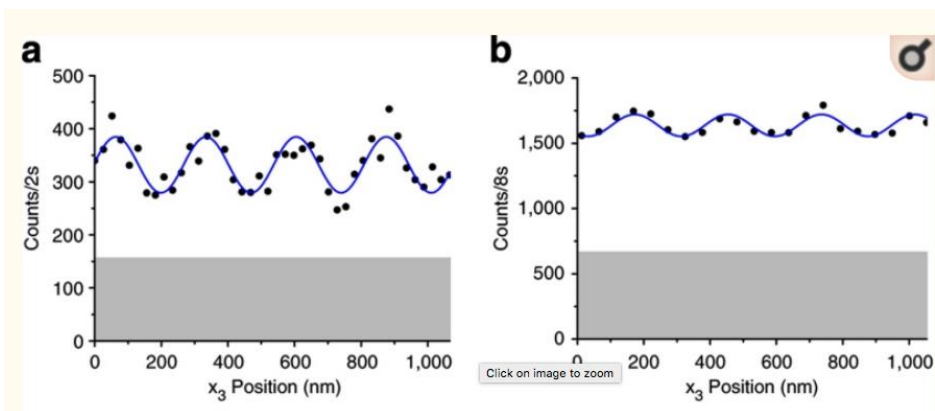 a
500
400
300
200
100
0
Counts/2s
0 200 400 600 800 1,000
x₃ Position (nm)
b
2,000
1,500
1,000
500
0
Counts/8s
0 200 400 600 800 1,000
x₃ Position (nm)
Click on image to zoom